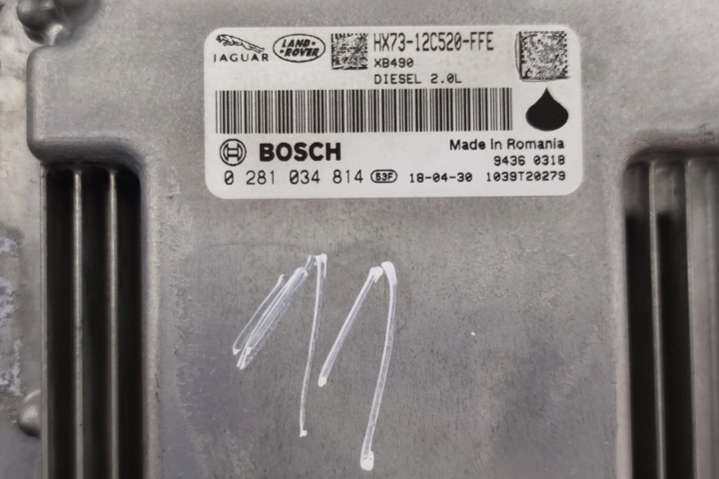 JAGUAR LAND ROVER HX73-12C520-FFE
XB490
DIESEL 2.0L
BOSCH Made in Romania
9436 0318
0 281 034 814 S3F 18-04-30 1039T20279
11